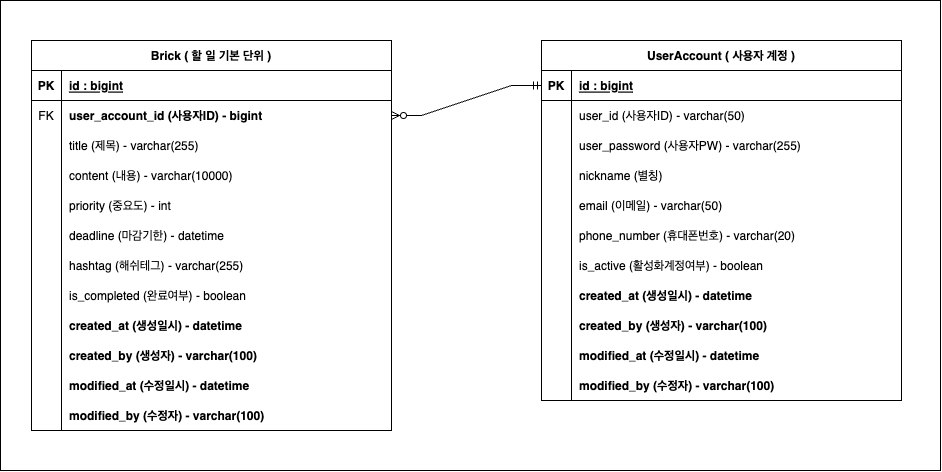 Brick ( 할 일 기본 단위 )
PK id : bigint
FK user_account_id (사용자ID) - bigint
title (제목) - varchar(255)
content (내용) - varchar(10000)
priority (중요도) - int
deadline (마감기한) - datetime
hashtag (해쉬테그) - varchar(255)
is_completed (완료여부) - boolean
created_at (생성일시) - datetime
created_by (생성자) - varchar(100)
modified_at (수정일시) - datetime
modified_by (수정자) - varchar(100)
UserAccount ( 사용자 계정 )
PK id : bigint
user_id (사용자ID) - varchar(50)
user_password (사용자PW) - varchar(255)
nickname (별칭)
email (이메일) - varchar(50)
phone_number (휴대폰번호) - varchar(20)
is_active (활성화계정여부) - boolean
created_at (생성일시) - datetime
created_by (생성자) - varchar(100)
modified_at (수정일시) - datetime
modified_by (수정자) - varchar(100)